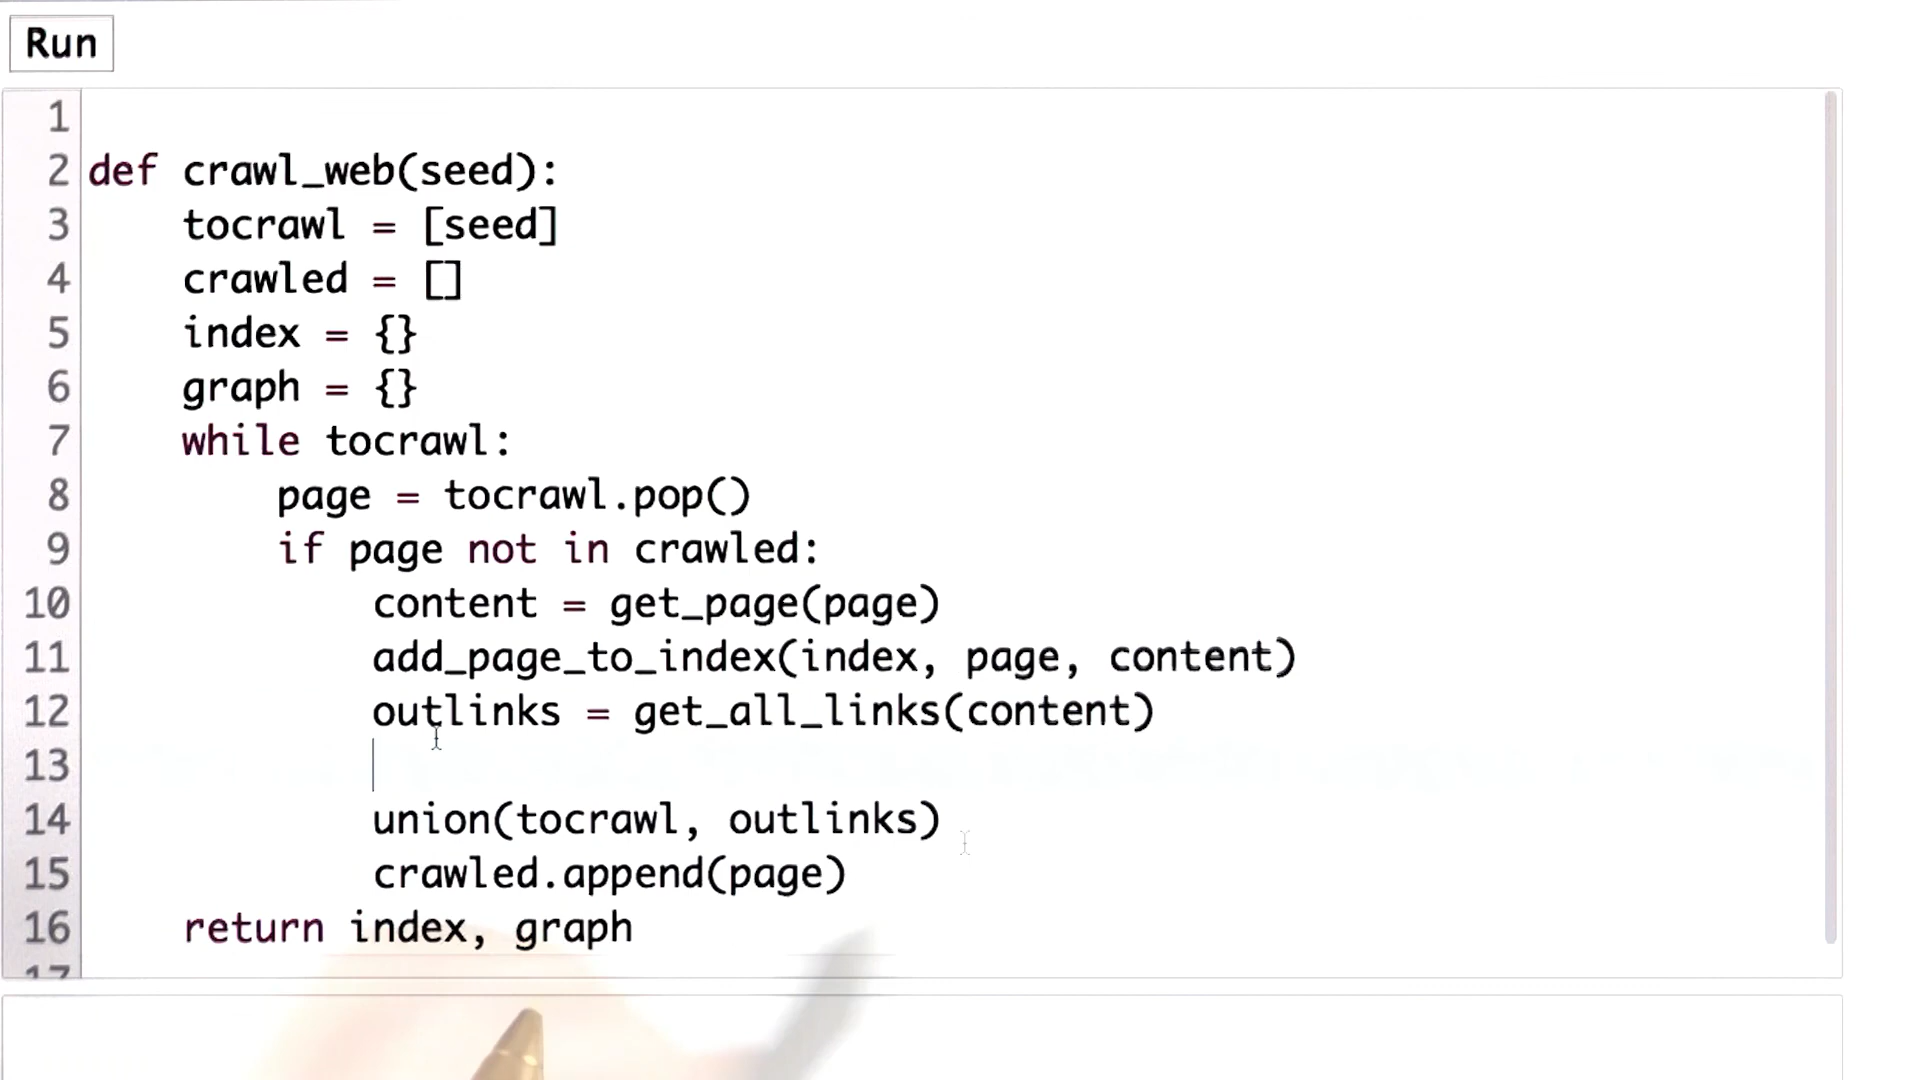 Run
1
2 def crawl_web(seed):
3     tocrawl = [seed]
4     crawled = []
5     index = {}
6     graph = {}
7     while tocrawl:
8         page = tocrawl.pop()
9         if page not in crawled:
10             content = get_page(page)
11             add_page_to_index(index, page, content)
12             outlinks = get_all_links(content)
13
14             union(tocrawl, outlinks)
15             crawled.append(page)
16     return index, graph
17